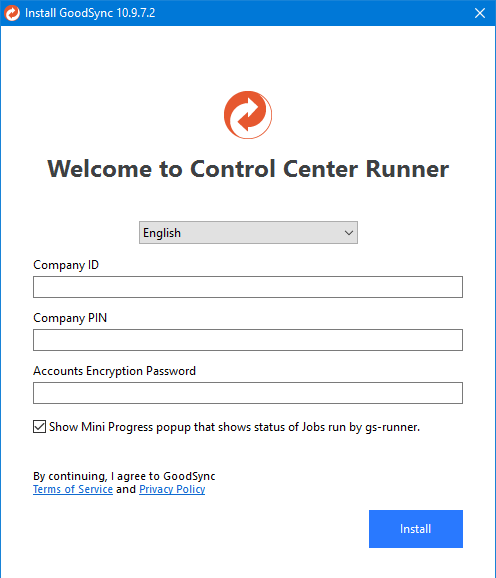 Install GoodSync 10.9.7.2
Welcome to Control Center Runner
English
Company ID
Company PIN
Accounts Encryption Password
Show Mini Progress popup that shows status of Jobs run by gs-runner.
By continuing, I agree to GoodSync
Terms of Service and Privacy Policy
Install